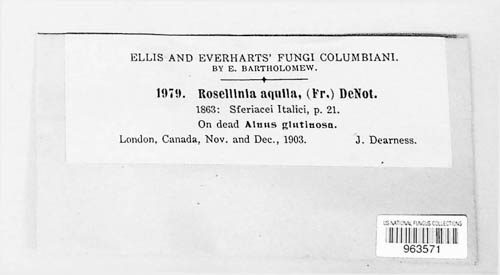 ELLIS AND EVERHARTS' FUNGI COLUMBIANI.
BY E. BARTHOLOMEW.
1979. Rosellinia aquila, (Fr.) DeNot.
1863: Sferiacei Italici, p. 21.
On dead Alnus glutinosa.
London, Canada, Nov. and Dec., 1903. J. Dearness.
US NATIONAL FUNGUS COLLECTIONS
963571